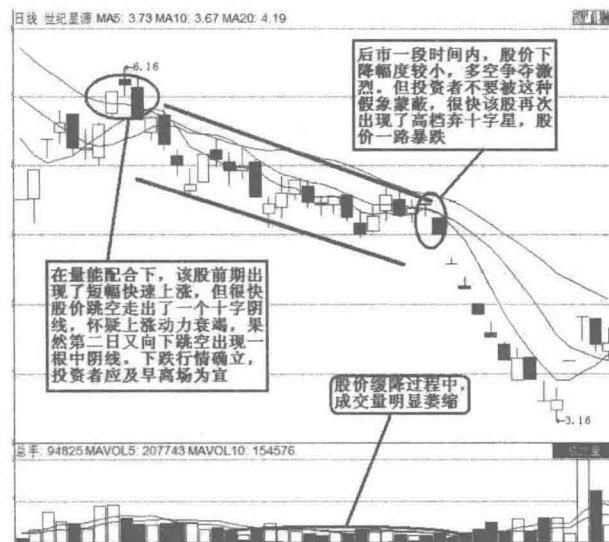 日线 世纪星源 MA5: 3.73 MA10: 3.67 MA20: 4.19
6.16
后市一段时间内，股价下
降幅度较小，多空争夺激
烈。但投资者不要被这种
假象蒙蔽，很快该股再次
出现了高档弃十字星，股
价一路暴跌
在量能配合下，该股前期出
现了短幅快速上涨，但很快
股价跳空走出了一个十字阴
线，怀疑上涨动力衰竭，果
然第二日又向下跳空出现一
根中阴线。下跌行情确立，
投资者应及早离场为宜
股价缓降过程中，
成交量明显萎缩
3.16
总手: 94825 MAVOL5: 207743 MAVOL10: 154576